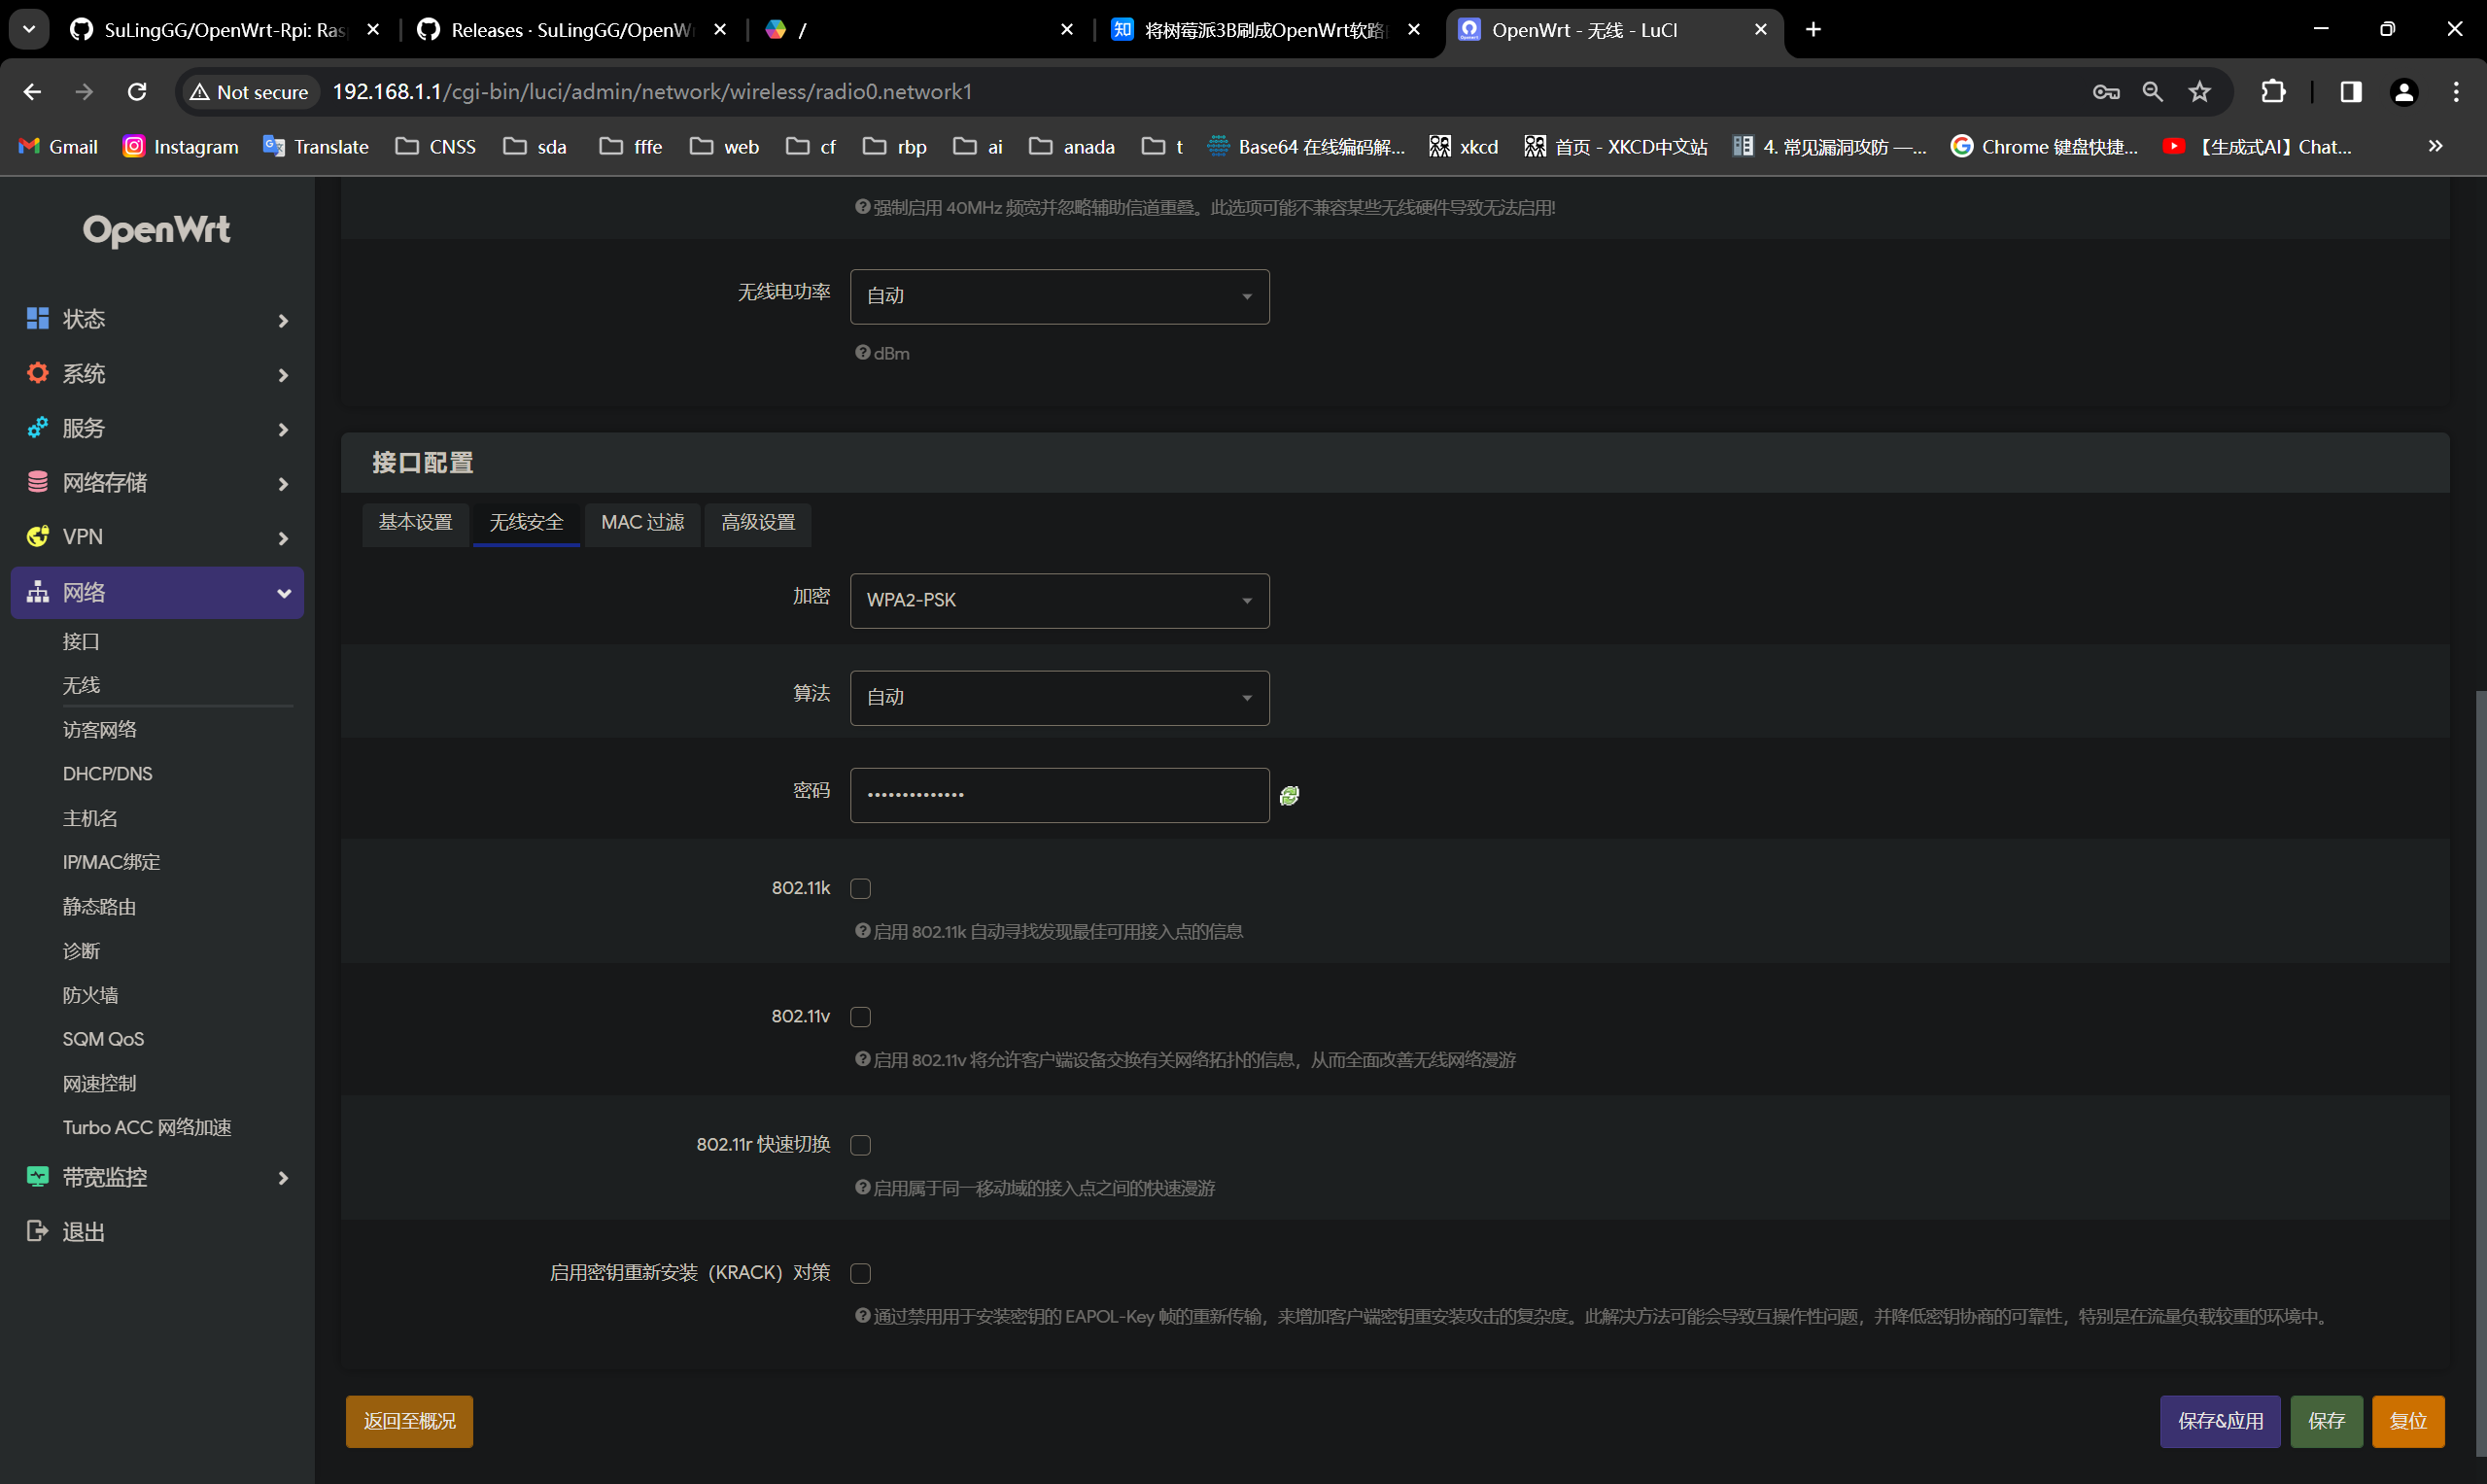 SuLingGG/OpenWrt-Rpi: Ras
Releases · SuLingGG/OpenW
/
知 将树莓派3B刷成OpenWrt软路
OpenWrt - 无线 - LuCI
Not secure 192.168.1.1/cgi-bin/luci/admin/network/wireless/radio0.network1
Gmail Instagram Translate CNSS sda fffe web cf rbp ai anada t Base64 在线编码解... xkcd 首页 - XKCD中文站 4. 常见漏洞攻防 —... Chrome 键盘快捷... 【生成式AI】Chat...
OpenWrt
状态
系统
服务
网络存储
VPN
网络
接口
无线
访客网络
DHCP/DNS
主机名
IP/MAC绑定
静态路由
诊断
防火墙
SQM QoS
网速控制
Turbo ACC 网络加速
带宽监控
退出
强制启用 40MHz 频宽并忽略辅助信道重叠。此选项可能不兼容某些无线硬件导致无法启用!
无线电功率 自动
dBm
接口配置
基本设置 无线安全 MAC 过滤 高级设置
加密 WPA2-PSK
算法 自动
密码 ••••••••••••••
802.11k
启用 802.11k 自动寻找发现最佳可用接入点的信息
802.11v
启用 802.11v 将允许客户端设备交换有关网络拓扑的信息，从而全面改善无线网络漫游
802.11r 快速切换
启用属于同一移动域的接入点之间的快速漫游
启用密钥重新安装（KRACK）对策
通过禁用用于安装密钥的 EAPOL-Key 帧的重新传输，来增加客户端密钥重安装攻击的复杂度。此解决方法可能会导致互操作性问题，并降低密钥协商的可靠性，特别是在流量负载较重的环境中。
返回至概况 保存&应用 保存 复位